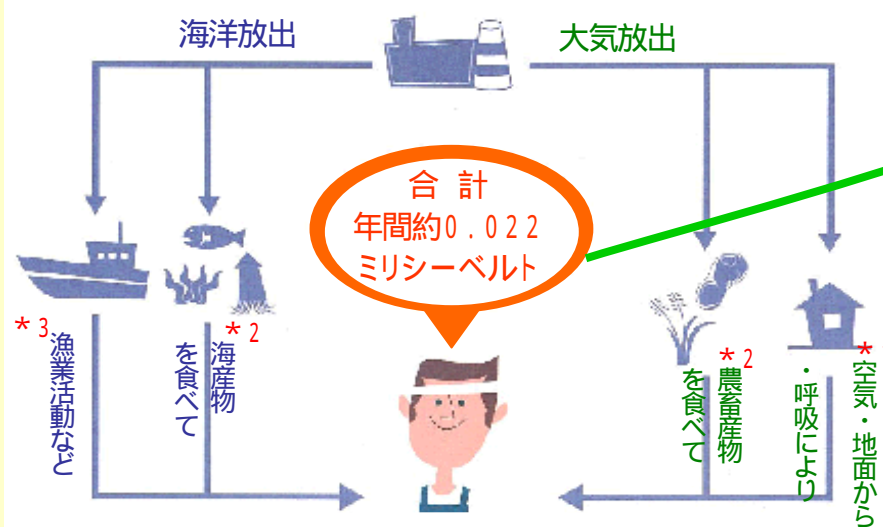 海洋放出
大気放出
合計
年間約0.022
ミリシーベルト
*3
漁業活動など
*2
海産物
を食べて
*2
農畜産物
を食べて
*
空気・地面から
・呼吸により